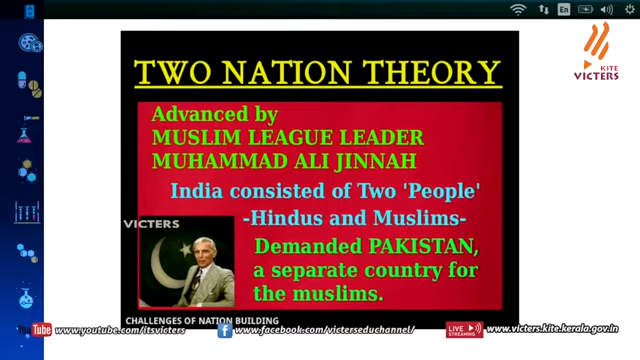 En
KITE
VICTERS
TWO NATION THEORY
Advanced by
MUSLIM LEAGUE LEADER
MUHAMMAD ALI JINNAH
India consisted of Two 'People'
-Hindus and Muslims-
VICTERS
Demanded PAKISTAN,
a separate country for
the muslims.
CHALLENGES OF NATION BUILDING
YouTube www.youtube.com/itsvicters
f www.facebook.com/victerseduchannel/
LIVE STREAMING www.victers.kite.kerala.gov.in